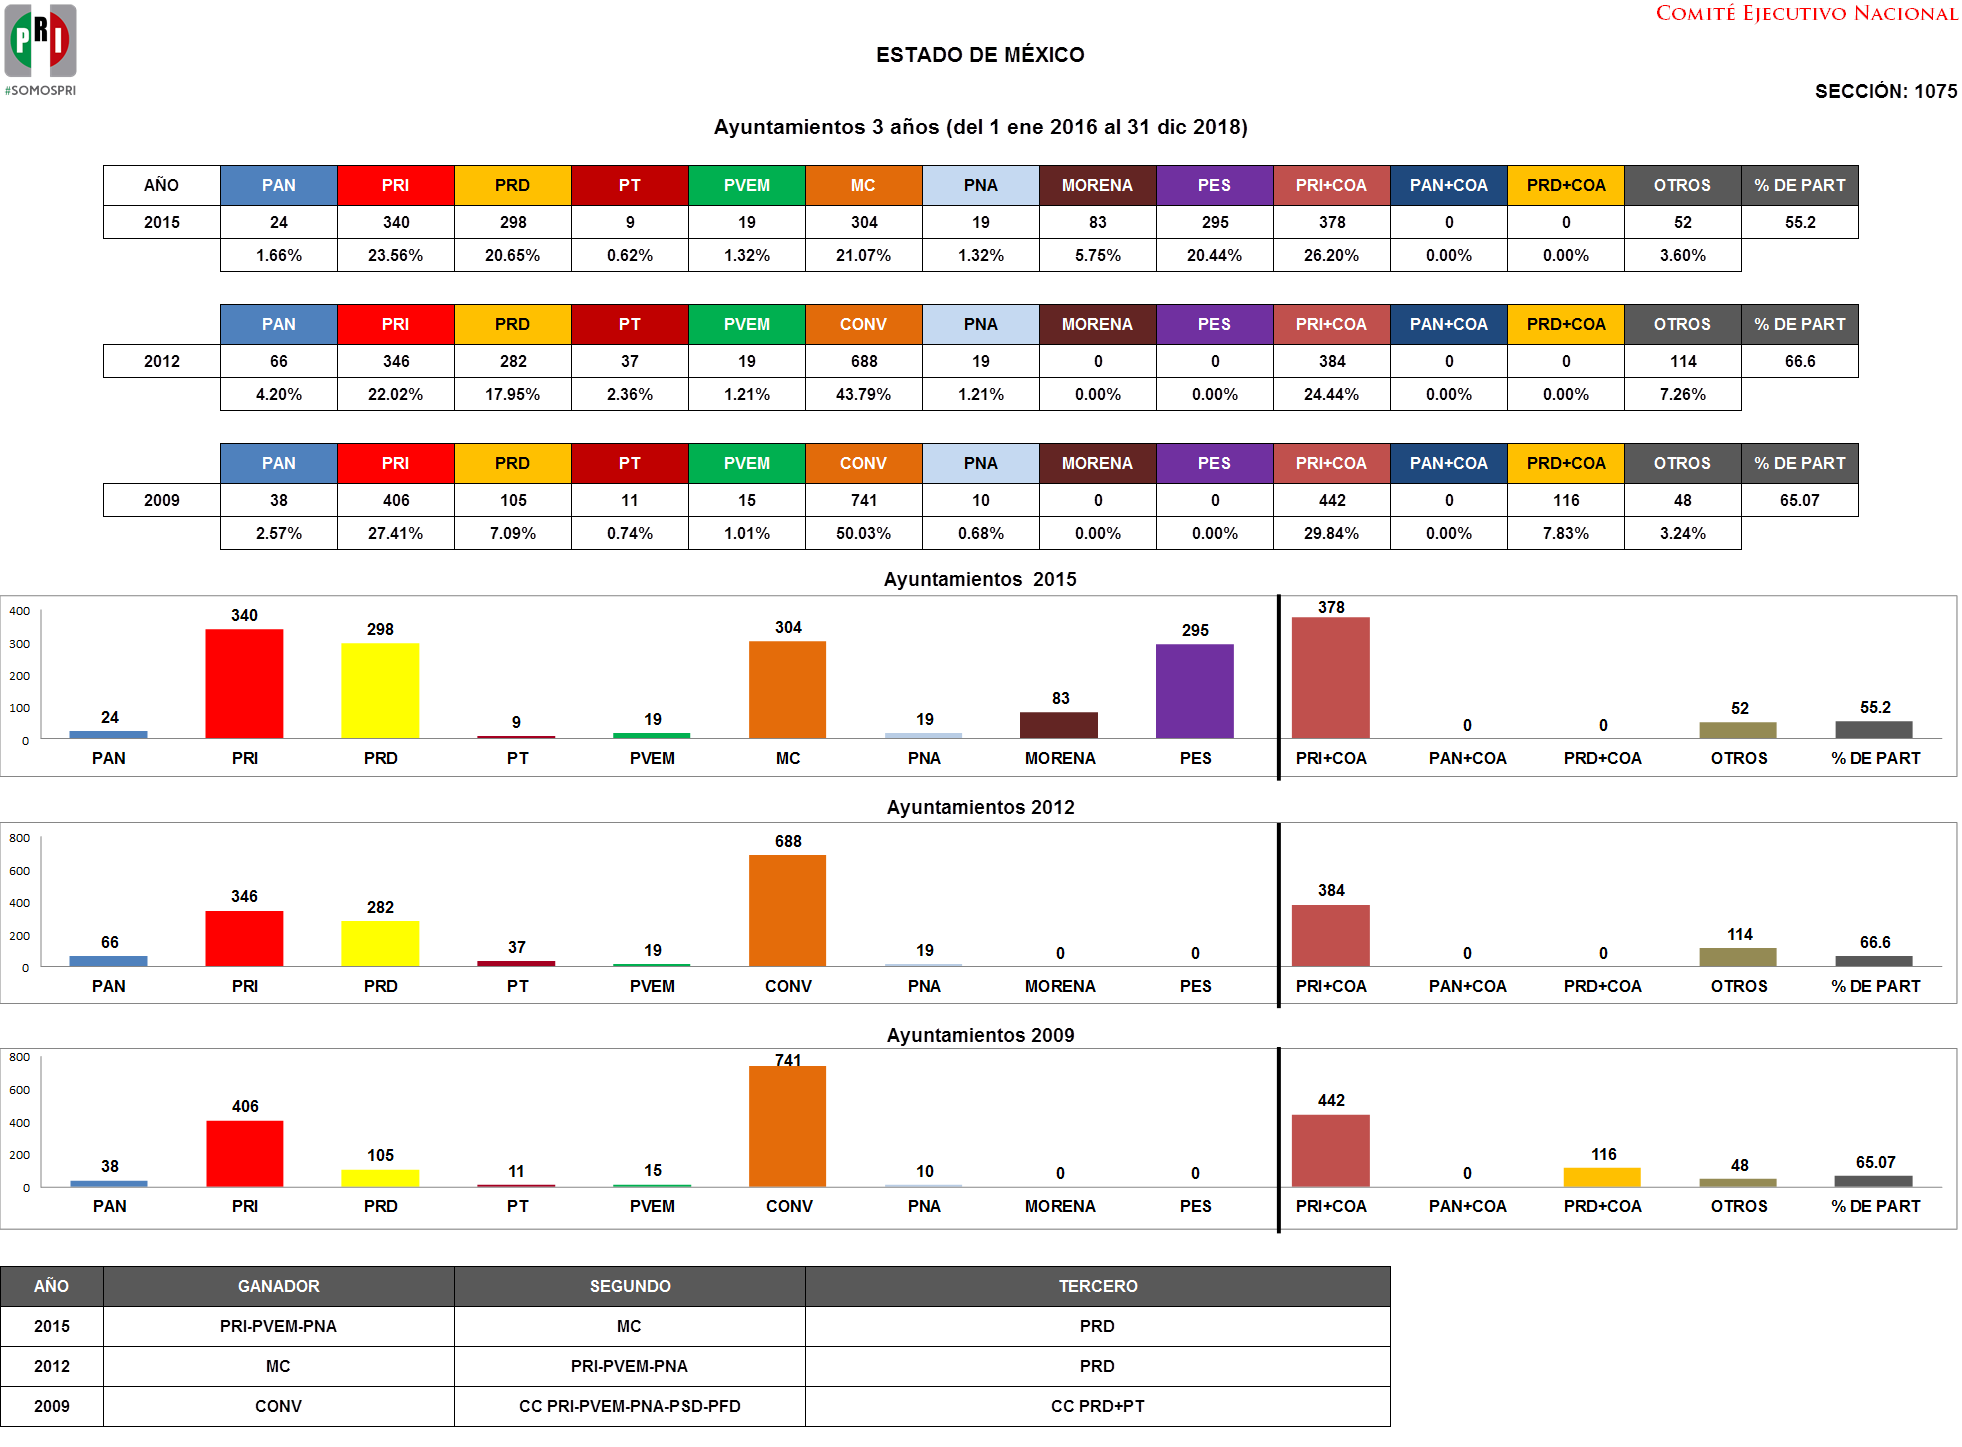 PRI
#SOMOSPRI
COMITÉ EJECUTIVO NACIONAL
ESTADO DE MÉXICO
SECCIÓN: 1075
Ayuntamientos 3 años (del 1 ene 2016 al 31 dic 2018)
AÑO PAN PRI PRD PT PVEM MC PNA MORENA PES PRI+COA PAN+COA PRD+COA OTROS % DE PART
2015 24 340 298 9 19 304 19 83 295 378 0 0 52 55.2
1.66% 23.56% 20.65% 0.62% 1.32% 21.07% 1.32% 5.75% 20.44% 26.20% 0.00% 0.00% 3.60%
PAN PRI PRD PT PVEM CONV PNA MORENA PES PRI+COA PAN+COA PRD+COA OTROS % DE PART
2012 66 346 282 37 19 688 19 0 0 384 0 0 114 66.6
4.20% 22.02% 17.95% 2.36% 1.21% 43.79% 1.21% 0.00% 0.00% 24.44% 0.00% 0.00% 7.26%
PAN PRI PRD PT PVEM CONV PNA MORENA PES PRI+COA PAN+COA PRD+COA OTROS % DE PART
2009 38 406 105 11 15 741 10 0 0 442 0 116 48 65.07
2.57% 27.41% 7.09% 0.74% 1.01% 50.03% 0.68% 0.00% 0.00% 29.84% 0.00% 7.83% 3.24%
Ayuntamientos 2015
400
300
200
100
0
24 340 298 9 19 304 19 83 295 378 0 0 52 55.2
PAN PRI PRD PT PVEM MC PNA MORENA PES PRI+COA PAN+COA PRD+COA OTROS % DE PART
Ayuntamientos 2012
800
600
400
200
0
66 346 282 37 19 688 19 0 0 384 0 0 114 66.6
PAN PRI PRD PT PVEM CONV PNA MORENA PES PRI+COA PAN+COA PRD+COA OTROS % DE PART
Ayuntamientos 2009
800
600
400
200
0
38 406 105 11 15 741 10 0 0 442 0 116 48 65.07
PAN PRI PRD PT PVEM CONV PNA MORENA PES PRI+COA PAN+COA PRD+COA OTROS % DE PART
AÑO GANADOR SEGUNDO TERCERO
2015 PRI-PVEM-PNA MC PRD
2012 MC PRI-PVEM-PNA PRD
2009 CONV CC PRI-PVEM-PNA-PSD-PFD CC PRD+PT